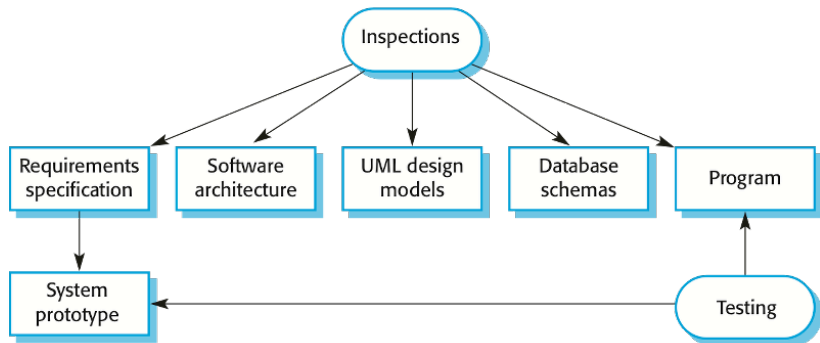 Inspections
Requirements
specification
Software
architecture
UML design
models
Database
schemas
Program
System
prototype
Testing